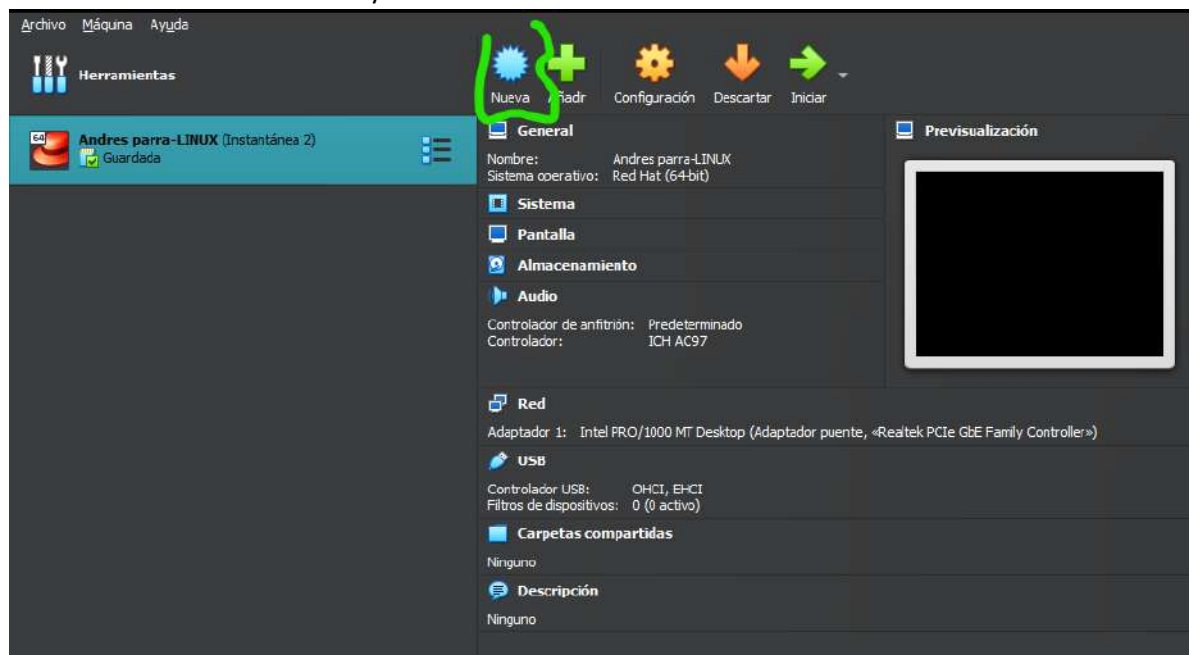 Archivo Máquina Ayuda
Herramientas
Nueva Añadr Configuración Descartar Iniciar
64 Andres parra-LINUX (Instantánea 2)
Guardada
General
Nombre: Andres parra-LINUX
Sistema operativo: Red Hat (64-bit)
Sistema
Pantalla
Almacenamiento
Audio
Controlador de anfitrión: Predeterminado
Controlador: ICH AC97
Previsualización
Red
Adaptador 1: Intel PRO/1000 MT Desktop (Adaptador puente, «Realtek PCIe GbE Family Controller»)
USB
Controlador USB: OHCI, EHCI
Filtros de dispositivos: 0 (0 activo)
Carpetas compartidas
Ninguno
Descripción
Ninguno